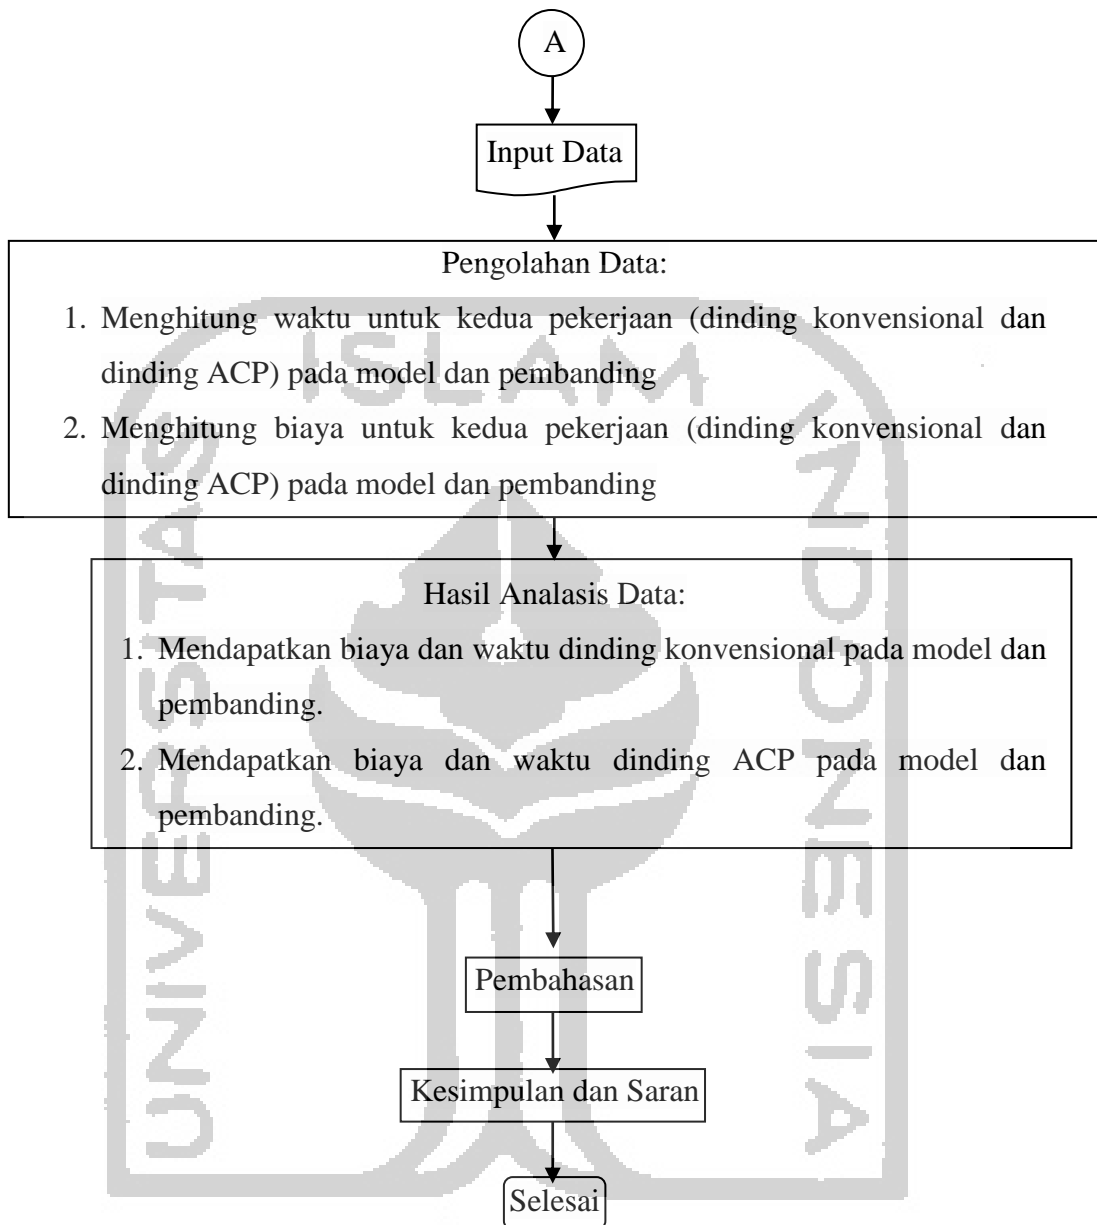 A
Input Data
Pengolahan Data:
1. Menghitung waktu untuk kedua pekerjaan (dinding konvensional dan
dinding ACP) pada model dan pembanding
2. Menghitung biaya untuk kedua pekerjaan (dinding konvensional dan
dinding ACP) pada model dan pembanding
Hasil Analasis Data:
1. Mendapatkan biaya dan waktu dinding konvensional pada model dan
pembanding.
2. Mendapatkan biaya dan waktu dinding ACP pada model dan
pembanding.
Pembahasan
Kesimpulan dan Saran
Selesai
UNIVERSITAS
ISLAM
INDONESIA